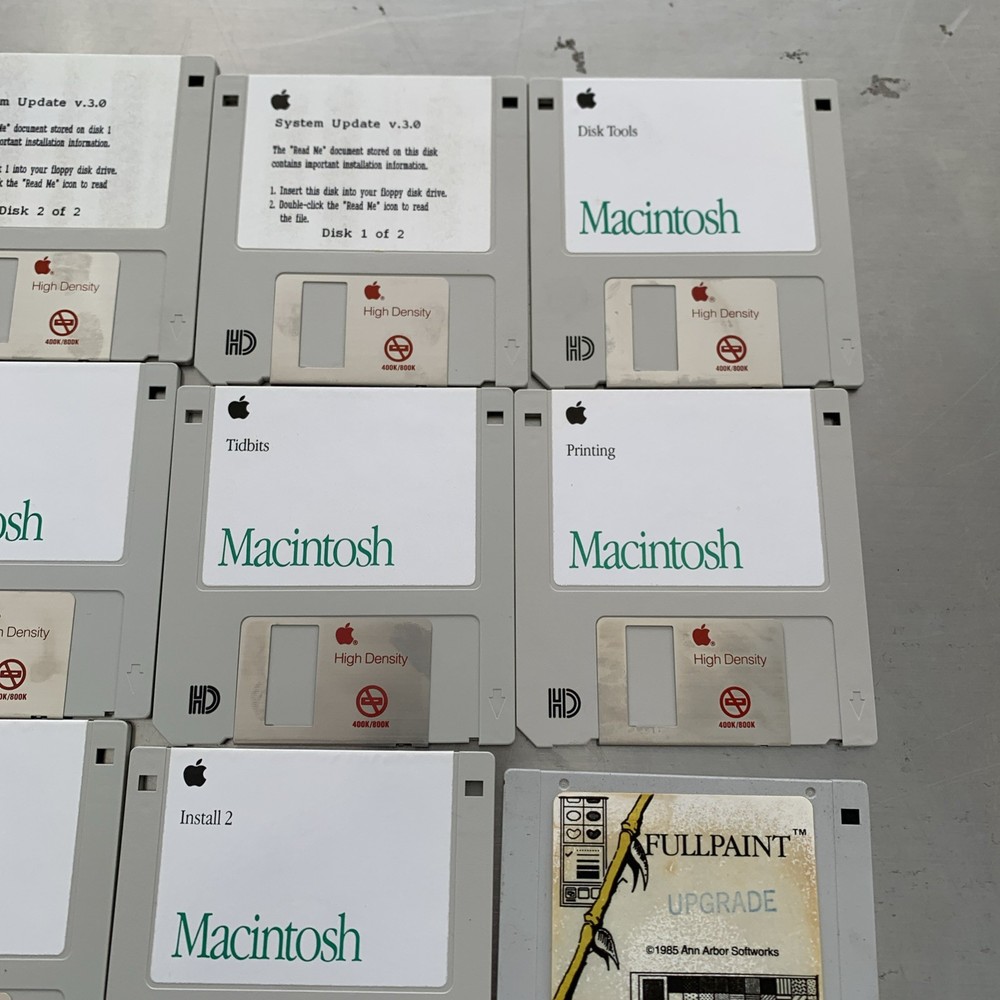 m Update v.3.0
Me" document stored on disk 1
ortant installation information.
1 into your floppy disk drive.
k the "Read Me" icon to read
Disk 2 of 2
High Density
400K/800K
System Update v.3.0
The "Read Me" document stored on this disk
contains important installation information.
1. Insert this disk into your floppy disk drive.
2. Double-click the "Read Me" icon to read
the file.
Disk 1 of 2
HD
High Density
400K/800K
Disk Tools
Macintosh
HD
High Density
400K/800K
osh
n Density
0K/800K
Tidbits
Macintosh
HD
High Density
400K/800K
Printing
Macintosh
HD
High Density
400K/800K
Install 2
Macintosh
FULLPAINT™
UPGRADE
©1985 Ann Arbor Softworks